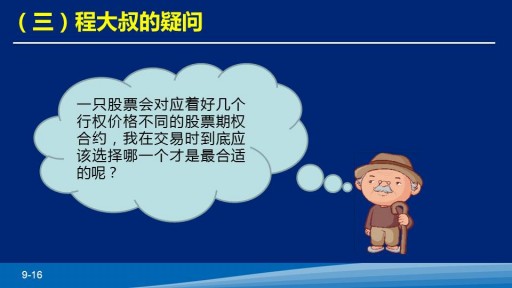 （三）程大叔的疑问
一只股票会对应着好几个
行权价格不同的股票期权
合约，我在交易时到底应
该选择哪一个才是最合适
的呢？
9-16